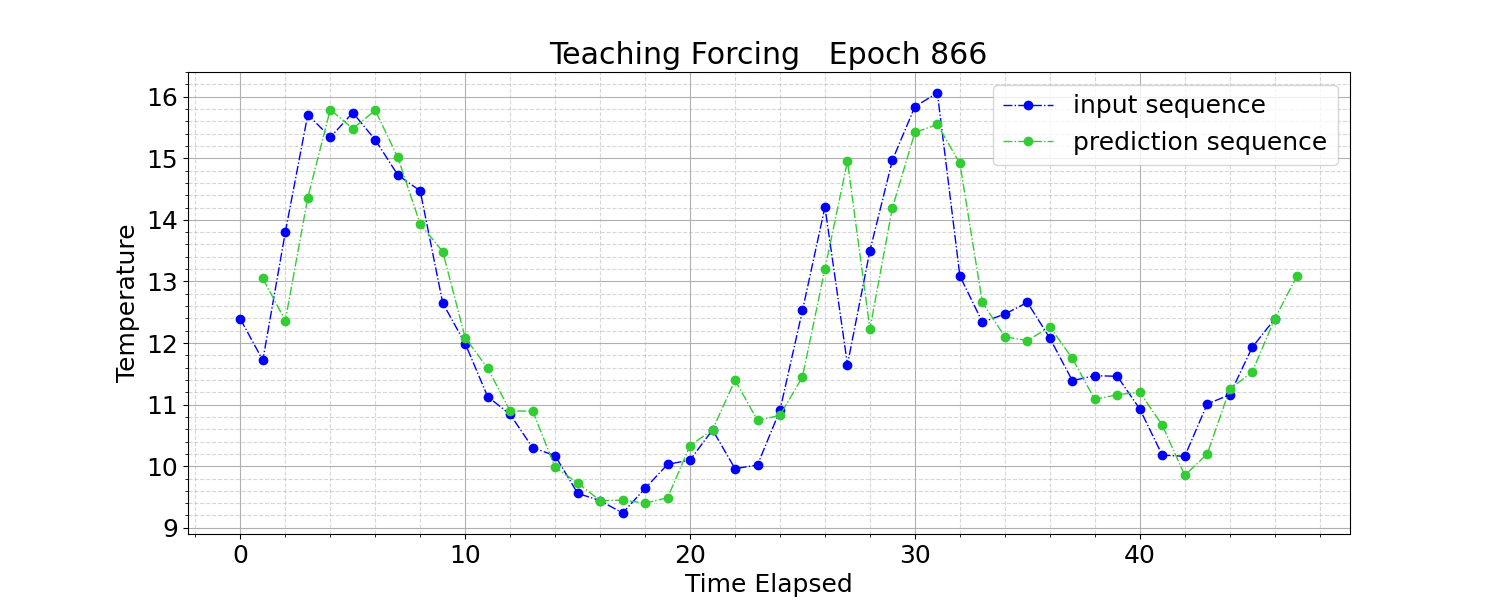 Teaching Forcing   Epoch 866
input sequence
prediction sequence
Temperature
16
15
14
13
12
11
10
9
0 10 20 30 40
Time Elapsed